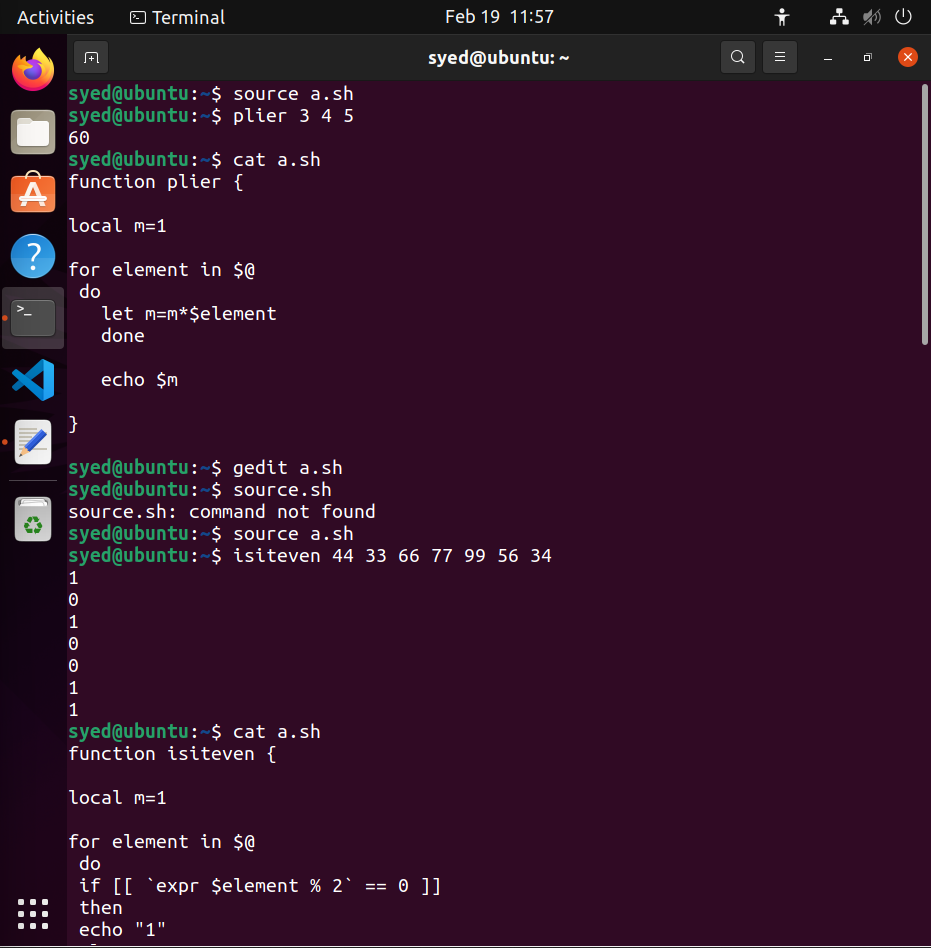 Activities
Terminal
Feb 19 11:57
syed@ubuntu: ~
syed@ubuntu:~$ source a.sh
syed@ubuntu:~$ plier 3 4 5
60
syed@ubuntu:~$ cat a.sh
function plier {
local m=1
for element in $@
do
let m=m*$element
done
echo $m
}
syed@ubuntu:~$ gedit a.sh
syed@ubuntu:~$ source.sh
source.sh: command not found
syed@ubuntu:~$ source a.sh
syed@ubuntu:~$ isiteven 44 33 66 77 99 56 34
1
0
1
0
0
1
1
syed@ubuntu:~$ cat a.sh
function isiteven {
local m=1
for element in $@
do
if [[ `expr $element % 2` == 0 ]]
then
echo "1"